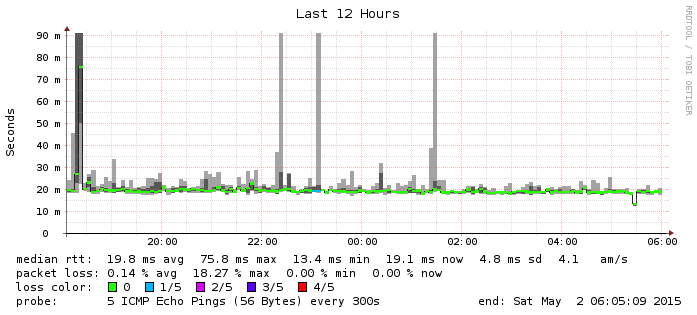 Last 12 Hours
RRDTOOL / TOBI OETIKER
Seconds
90 m
80 m
70 m
60 m
50 m
40 m
30 m
20 m
10 m
0
20:00 22:00 00:00 02:00 04:00 06:00
median rtt: 19.8 ms avg 75.8 ms max 13.4 ms min 19.1 ms now 4.8 ms sd 4.1 am/s
packet loss: 0.14 % avg 18.27 % max 0.00 % min 0.00 % now
loss color: 0 1/5 2/5 3/5 4/5
probe: 5 ICMP Echo Pings (56 Bytes) every 300s end: Sat May 2 06:05:09 2015